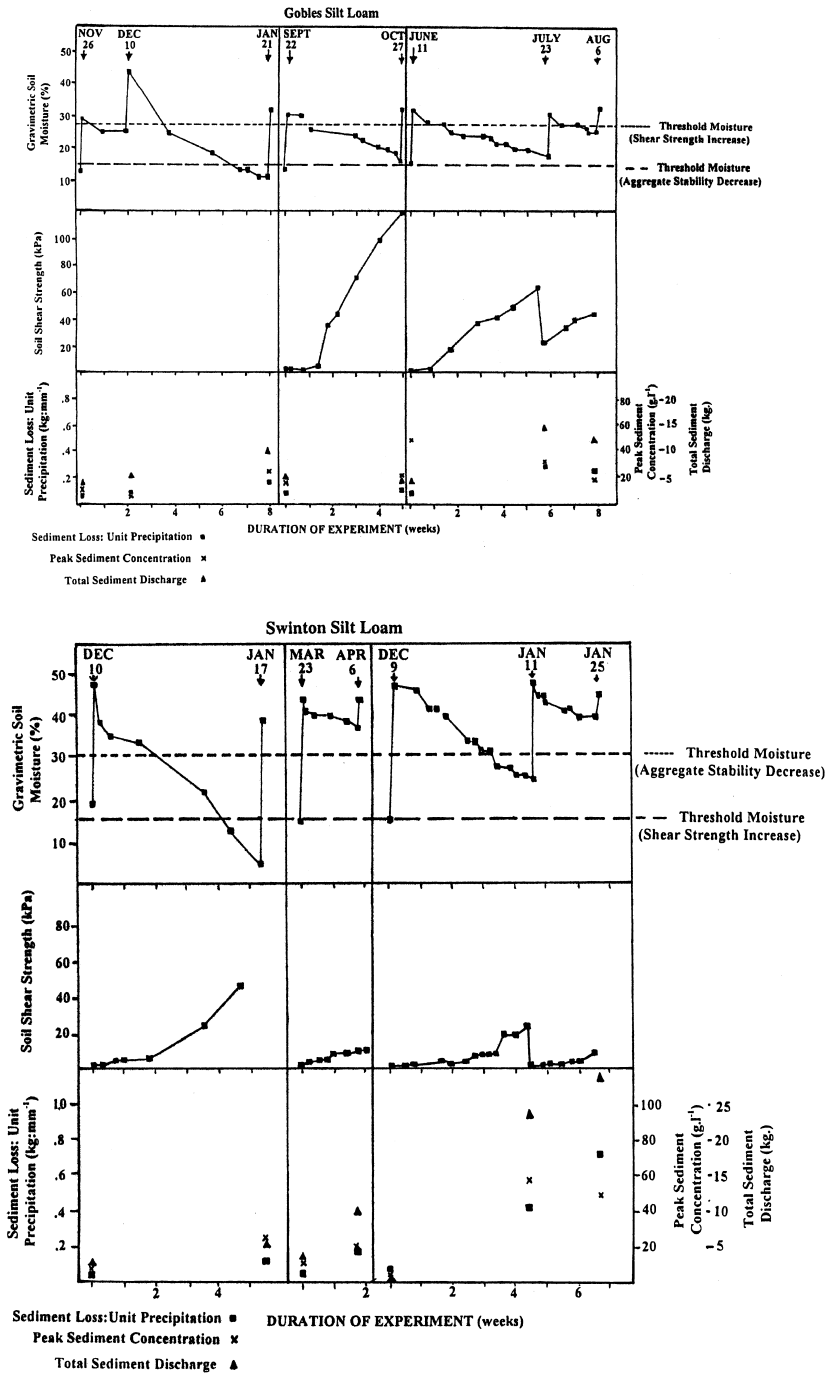 Gobles Silt Loam
NOV 26
DEC 10
JAN 21
SEPT 22
OCT 27
JUNE 11
JULY 23
AUG 6
Gravimetric Soil
Moisture (%)
50
40
30
20
10
Threshold Moisture
(Shear Strength Increase)
Threshold Moisture
(Aggregate Stability Decrease)
Soil Shear Strength (kPa)
100
80
60
40
20
Sediment Loss: Unit
Precipitation (kg:mm⁻¹)
.8
.6
.4
.2
80
60
40
20
Peak Sediment
Concentration (g.l⁻¹)
20
15
10
5
Total Sediment
Discharge (kg.)
2 4 6 8 2 4 2 4 6 8
DURATION OF EXPERIMENT (weeks)
Sediment Loss: Unit Precipitation
Peak Sediment Concentration
Total Sediment Discharge
Swinton Silt Loam
DEC 10
JAN 17
MAR 23
APR 6
DEC 9
JAN 11
JAN 25
Gravimetric Soil
Moisture (%)
50
40
30
20
10
Threshold Moisture
(Aggregate Stability Decrease)
Threshold Moisture
(Shear Strength Increase)
Soil Shear Strength (kPa)
80
60
40
20
Sediment Loss: Unit
Precipitation (kg:mm⁻¹)
1.0
.8
.6
.4
.2
100
80
60
40
20
Peak Sediment
Concentration (g.l⁻¹)
25
20
15
10
5
Total Sediment
Discharge (kg.)
2 4 2 2 4 6
DURATION OF EXPERIMENT (weeks)
Sediment Loss: Unit Precipitation
Peak Sediment Concentration
Total Sediment Discharge